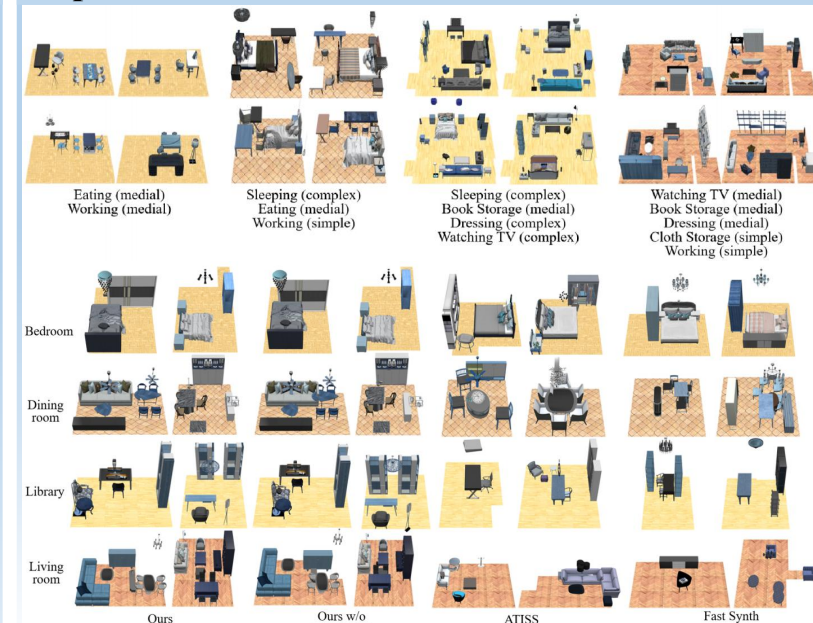 Eating (medial)
Working (medial)
Sleeping (complex)
Eating (medial)
Working (simple)
Sleeping (complex)
Book Storage (medial)
Dressing (complex)
Watching TV (complex)
Watching TV (medial)
Book Storage (medial)
Dressing (medial)
Cloth Storage (simple)
Working (simple)
Bedroom
Dining
room
Library
Living
room
Ours
Ours w/o
ATISS
Fast Synth